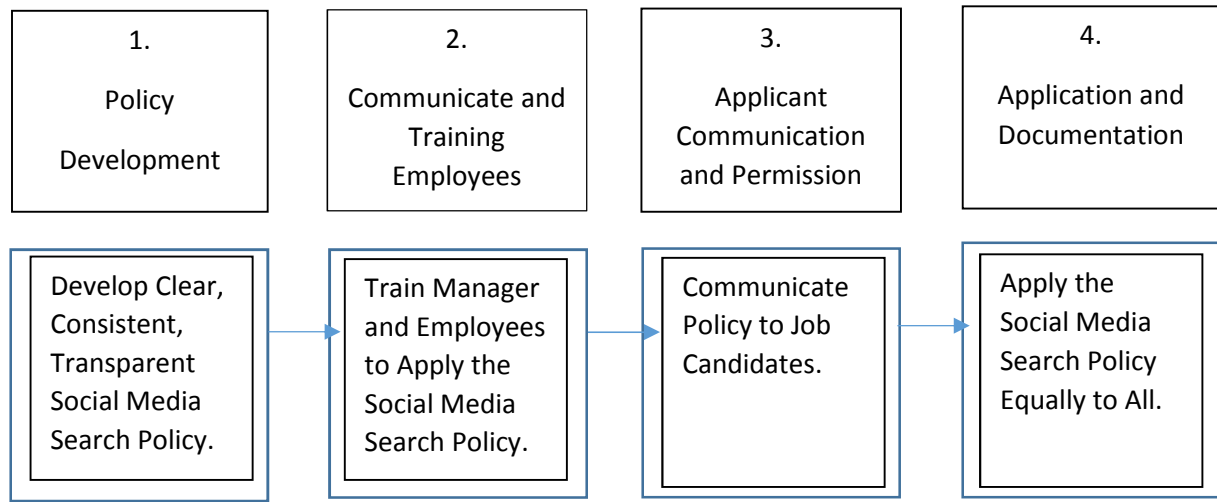 1.
Policy
Development
2.
Communicate and
Training
Employees
3.
Applicant
Communication
and Permission
4.
Application and
Documentation
Develop Clear,
Consistent,
Transparent
Social Media
Search Policy.
Train Manager
and Employees
to Apply the
Social Media
Search Policy.
Communicate
Policy to Job
Candidates.
Apply the
Social Media
Search Policy
Equally to All.